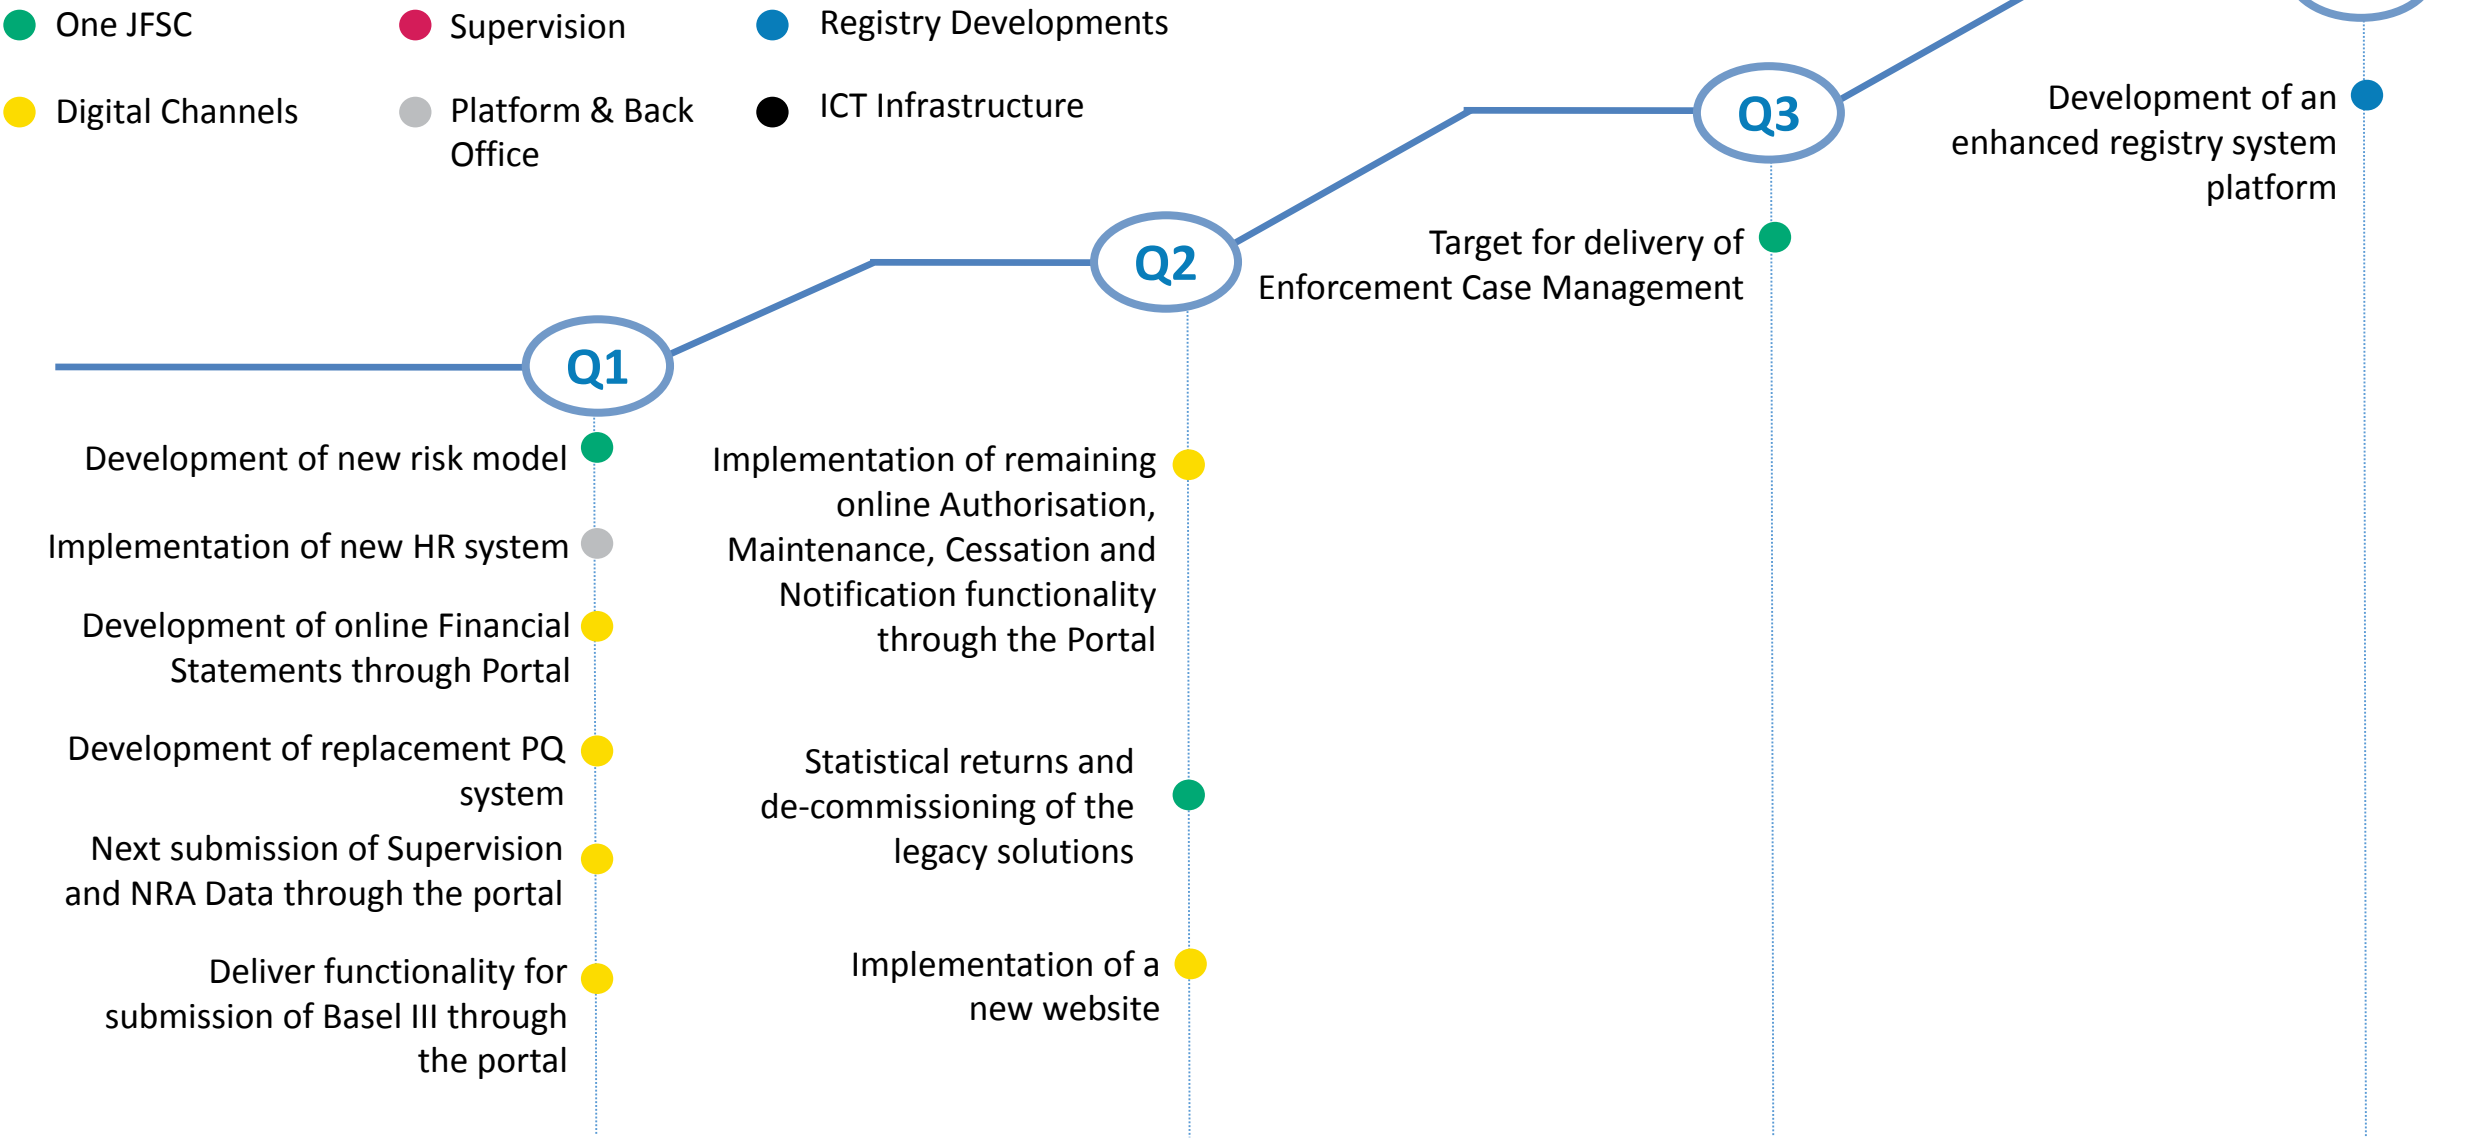 One JFSC
Supervision
Registry Developments
Digital Channels
Platform & Back
Office
ICT Infrastructure
Q1
Development of new risk model
Implementation of new HR system
Development of online Financial
Statements through Portal
Development of replacement PQ
system
Next submission of Supervision
and NRA Data through the portal
Deliver functionality for
submission of Basel III through
the portal
Q2
Implementation of remaining
online Authorisation,
Maintenance, Cessation and
Notification functionality
through the Portal
Statistical returns and
de-commissioning of the
legacy solutions
Implementation of a
new website
Q3
Target for delivery of
Enforcement Case Management
Development of an
enhanced registry system
platform